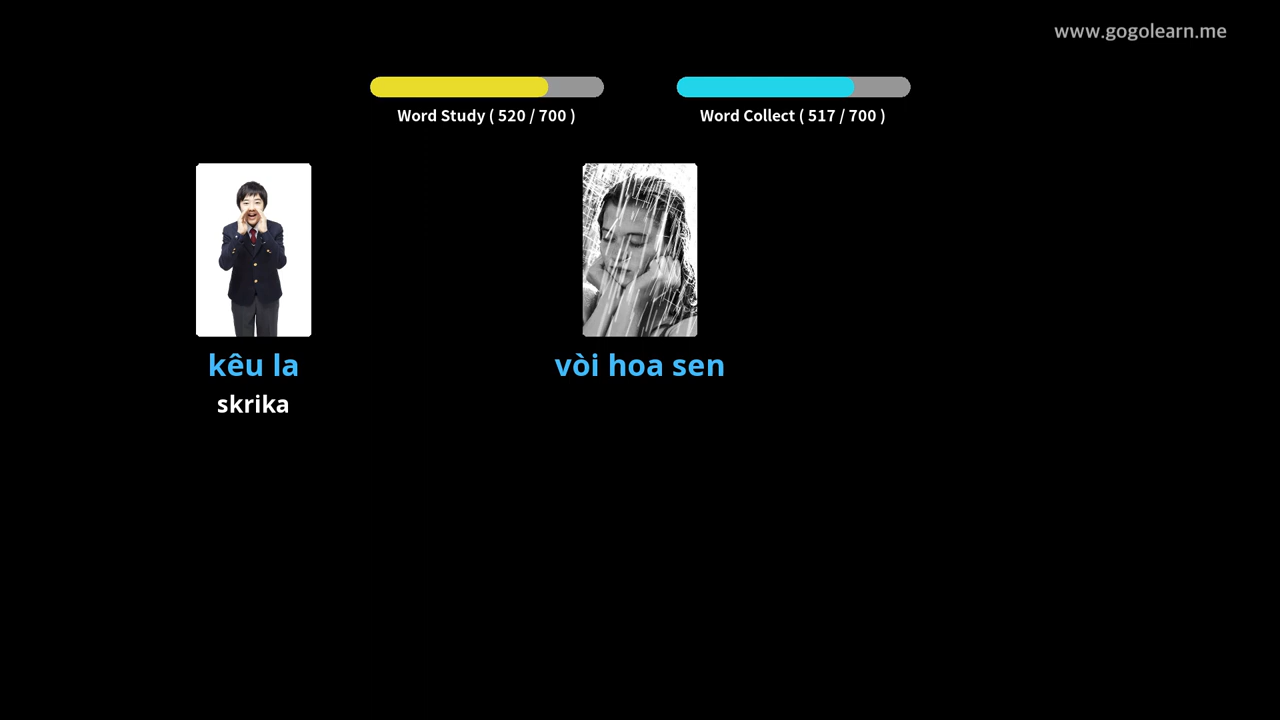 www.gogolearn.me
Word Study ( 520 / 700 )
Word Collect ( 517 / 700 )
kêu la
skrika
vòi hoa sen